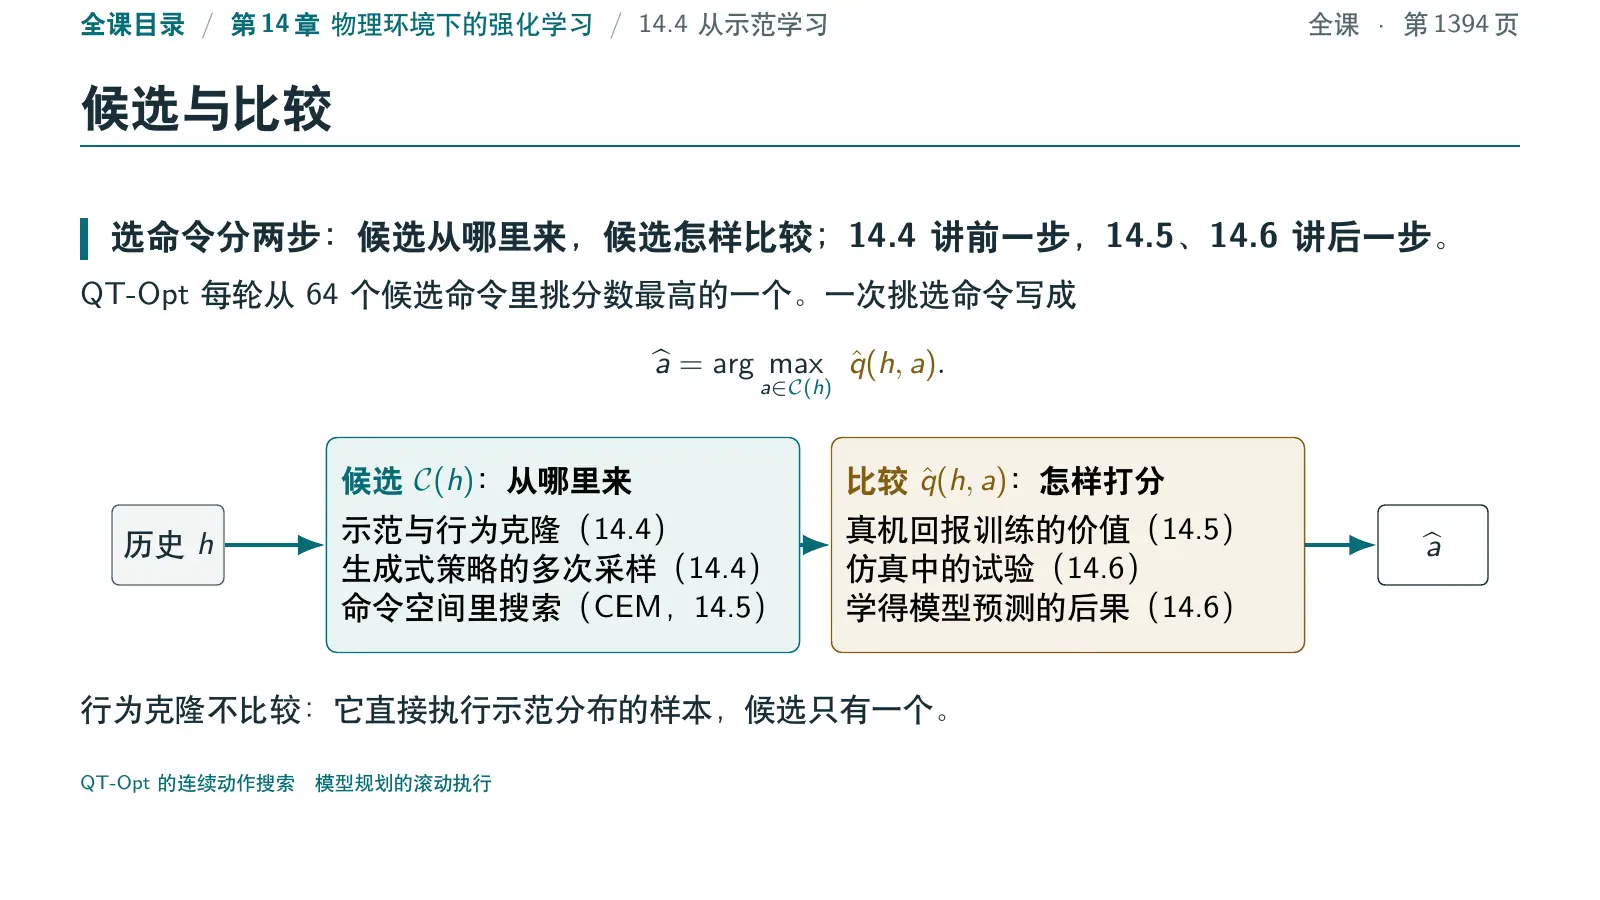 全课目录 / 第 14 章 物理环境下的强化学习 / 14.4 从示范学习
全课 · 第 1394 页
候选与比较
选命令分两步：候选从哪里来，候选怎样比较；14.4 讲前一步，14.5、14.6 讲后一步。
QT-Opt 每轮从 64 个候选命令里挑分数最高的一个。一次挑选命令写成
â = arg max q̂(h, a).
a∈𝒞(h)
历史 h
候选 𝒞(h)：从哪里来
示范与行为克隆（14.4）
生成式策略的多次采样（14.4）
命令空间里搜索（CEM，14.5）
比较 q̂(h, a)：怎样打分
真机回报训练的价值（14.5）
仿真中的试验（14.6）
学得模型预测的后果（14.6）
â
行为克隆不比较：它直接执行示范分布的样本，候选只有一个。
QT-Opt 的连续动作搜索 模型规划的滚动执行